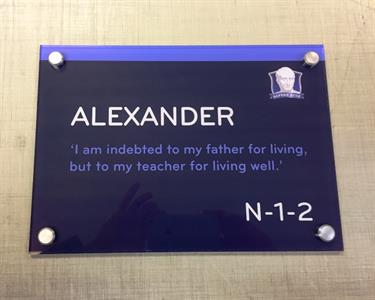 ALEXANDER
‘I am indebted to my father for living,
but to my teacher for living well.’
N-1-2